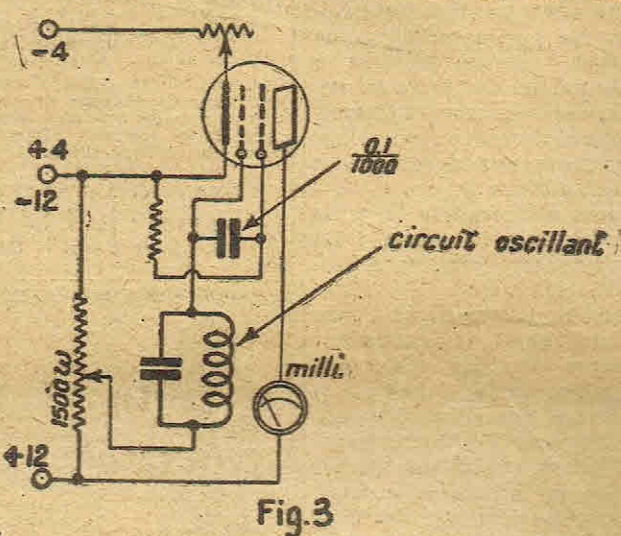 -4
+4
-12
0,1
1000
circuit oscillant
1500 ω
milli.
+12
Fig.3